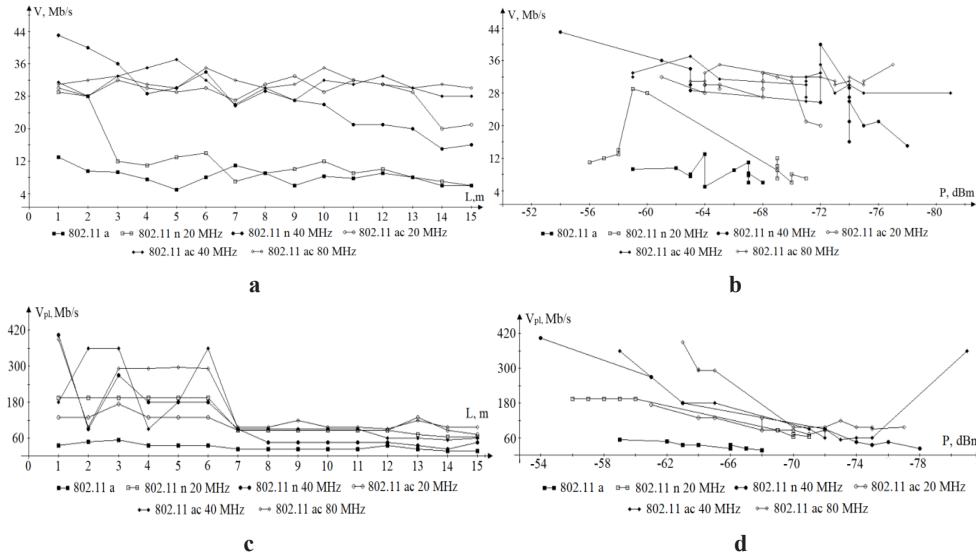 V, Mb/s
44
36
28
20
12
4
L,m
0
1 2 3 4 5 6 7 8 9 10 11 12 13 14 15
802.11 a 802.11 n 20 MHz 802.11 n 40 MHz 802.11 ac 20 MHz
802.11 ac 40 MHz 802.11 ac 80 MHz
a
V, Mb/s
44
36
28
20
12
4
P, dBm
-52 -56 -60 -64 -68 -72 -76 -80
802.11 a 802.11 n 20 MHz 802.11 n 40 MHz 802.11 ac 20 MHz
802.11 ac 40 MHz 802.11 ac 80 MHz
b
Vpl, Mb/s
420
300
180
60
L, m
0
1 2 3 4 5 6 7 8 9 10 11 12 13 14 15
802.11 a 802.11 n 20 MHz 802.11 n 40 MHz 802.11 ac 20 MHz
802.11 ac 40 MHz 802.11 ac 80 MHz
c
Vpl, Mb/s
420
300
180
60
P, dBm
-54 -58 -62 -66 -70 -74 -78
802.11 a 802.11 n 20 MHz 802.11 n 40 MHz 802.11 ac 20 MHz
802.11 ac 40 MHz 802.11 ac 80 MHz
d